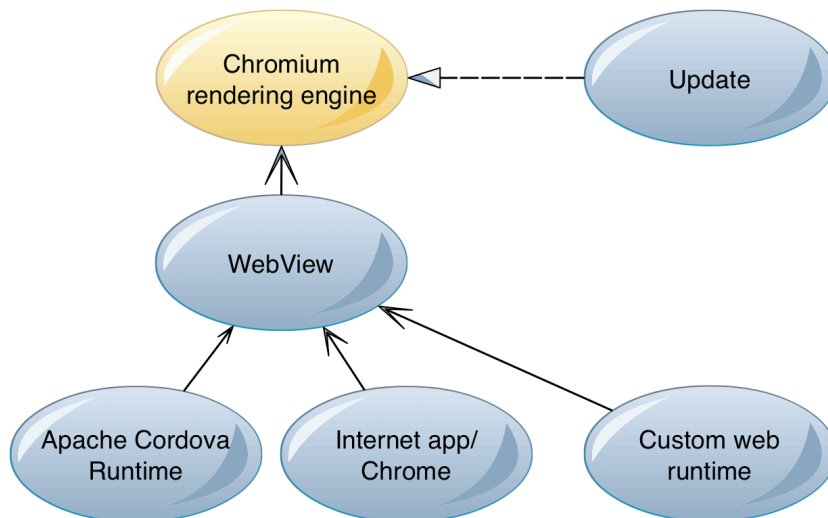 Chromium
rendering engine
Update
WebView
Apache Cordova
Runtime
Internet app/
Chrome
Custom web
runtime